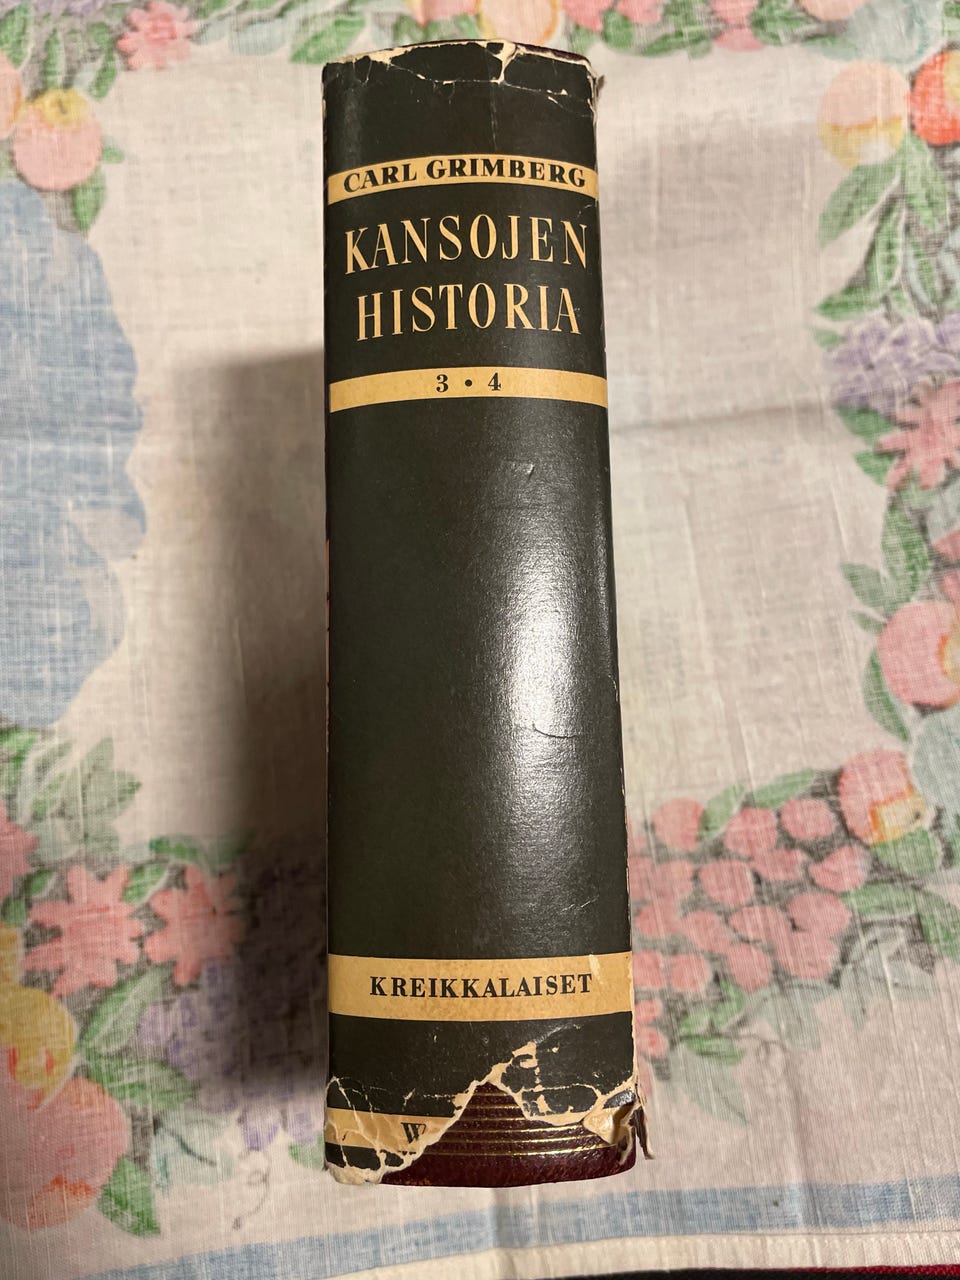 CARL GRIMBERG
KANSOJEN
HISTORIA
3 • 4
KREIKKALAISET